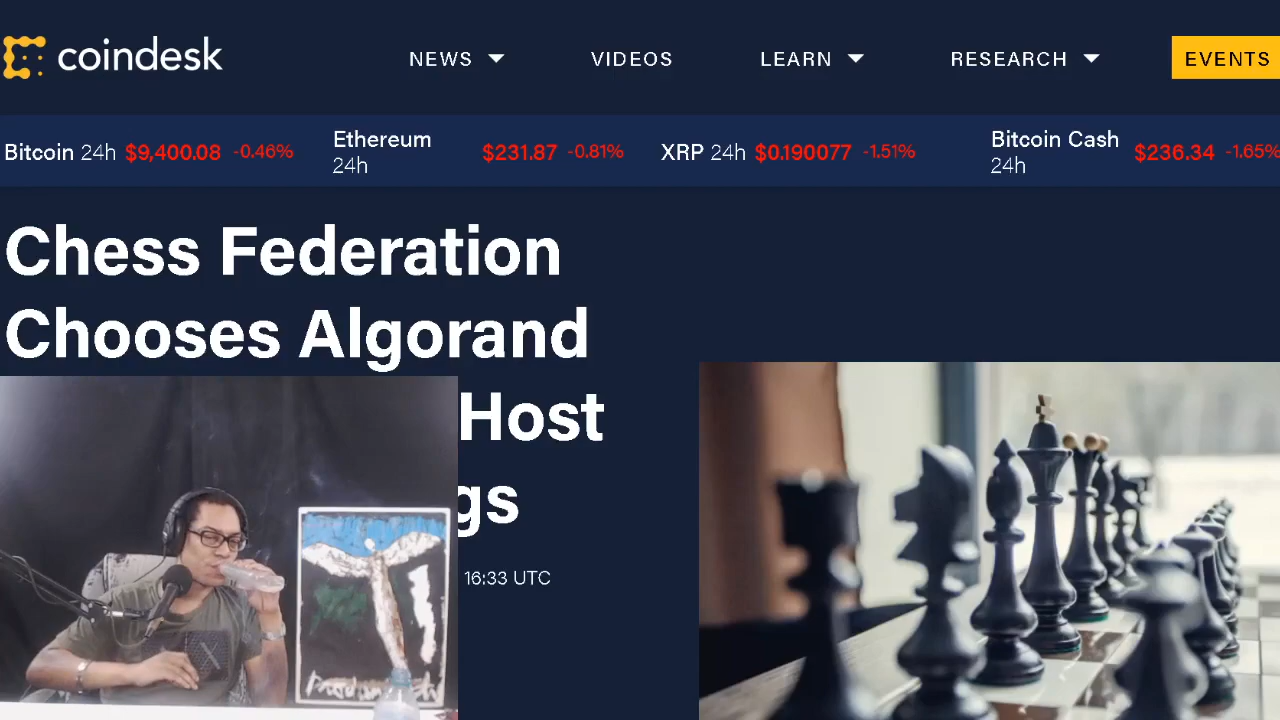 coindesk
NEWS VIDEOS LEARN RESEARCH EVENTS
Bitcoin 24h $9,400.08 -0.46% Ethereum 24h $231.87 -0.81% XRP 24h $0.190077 -1.51% Bitcoin Cash 24h $236.34 -1.65%
Chess Federation
Chooses Algorand
Host
gs
16:33 UTC